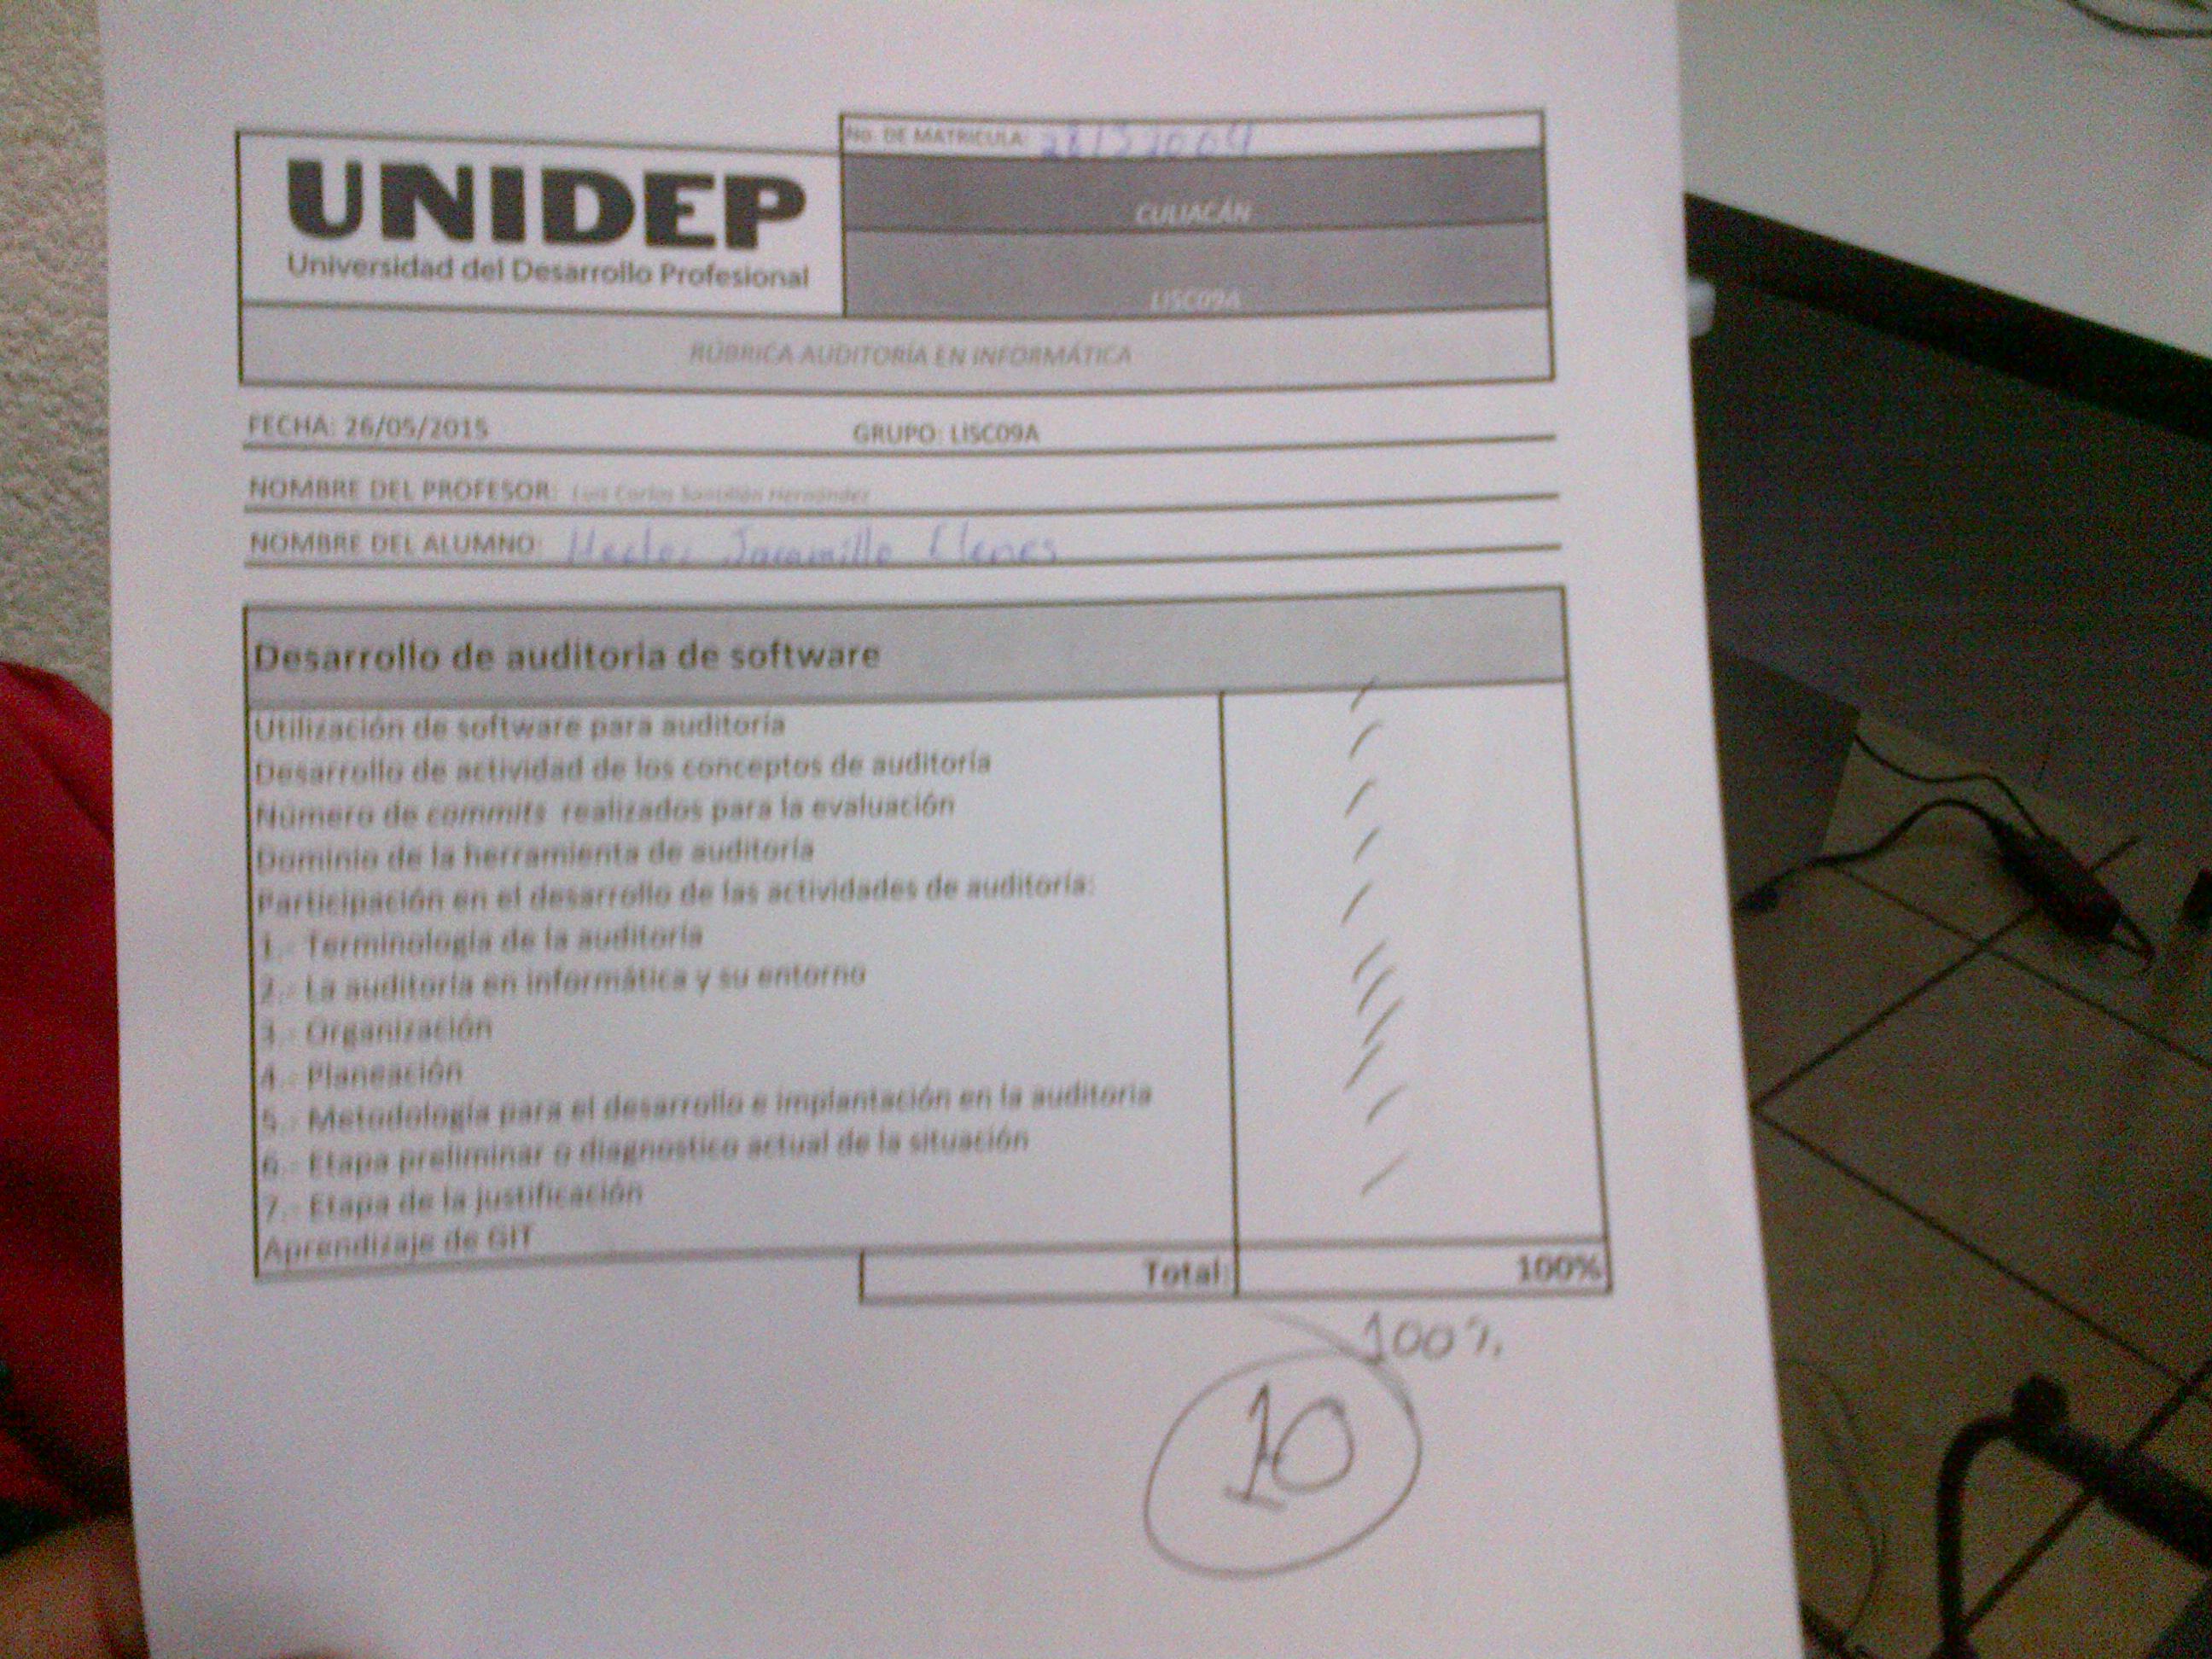 No. DE MATRICULA:
UNIDEP
Universidad del Desarrollo Profesional
CULIACÁN
LISC09A
RÚBRICA AUDITORÍA EN INFORMÁTICA
FECHA: 26/05/2015 GRUPO: LISC09A
NOMBRE DEL PROFESOR: Luis Carlos Santillán Hernández
NOMBRE DEL ALUMNO: Hector Jaramillo
Desarrollo de auditoria de software
Utilización de software para auditoría
Desarrollo de actividad de los conceptos de auditoría
Número de commits realizados para la evaluación
Dominio de la herramienta de auditoría
Participación en el desarrollo de las actividades de auditoría:
1.- Terminología de la auditoría
2.- La auditoría en informática y su entorno
3.- Organización
4.- Planeación
5.- Metodología para el desarrollo e implantación en la auditoria
6.- Etapa preliminar o diagnostico actual de la situación
7.- Etapa de la justificación
Aprendizaje de GIT
Total: 100%
100%
10